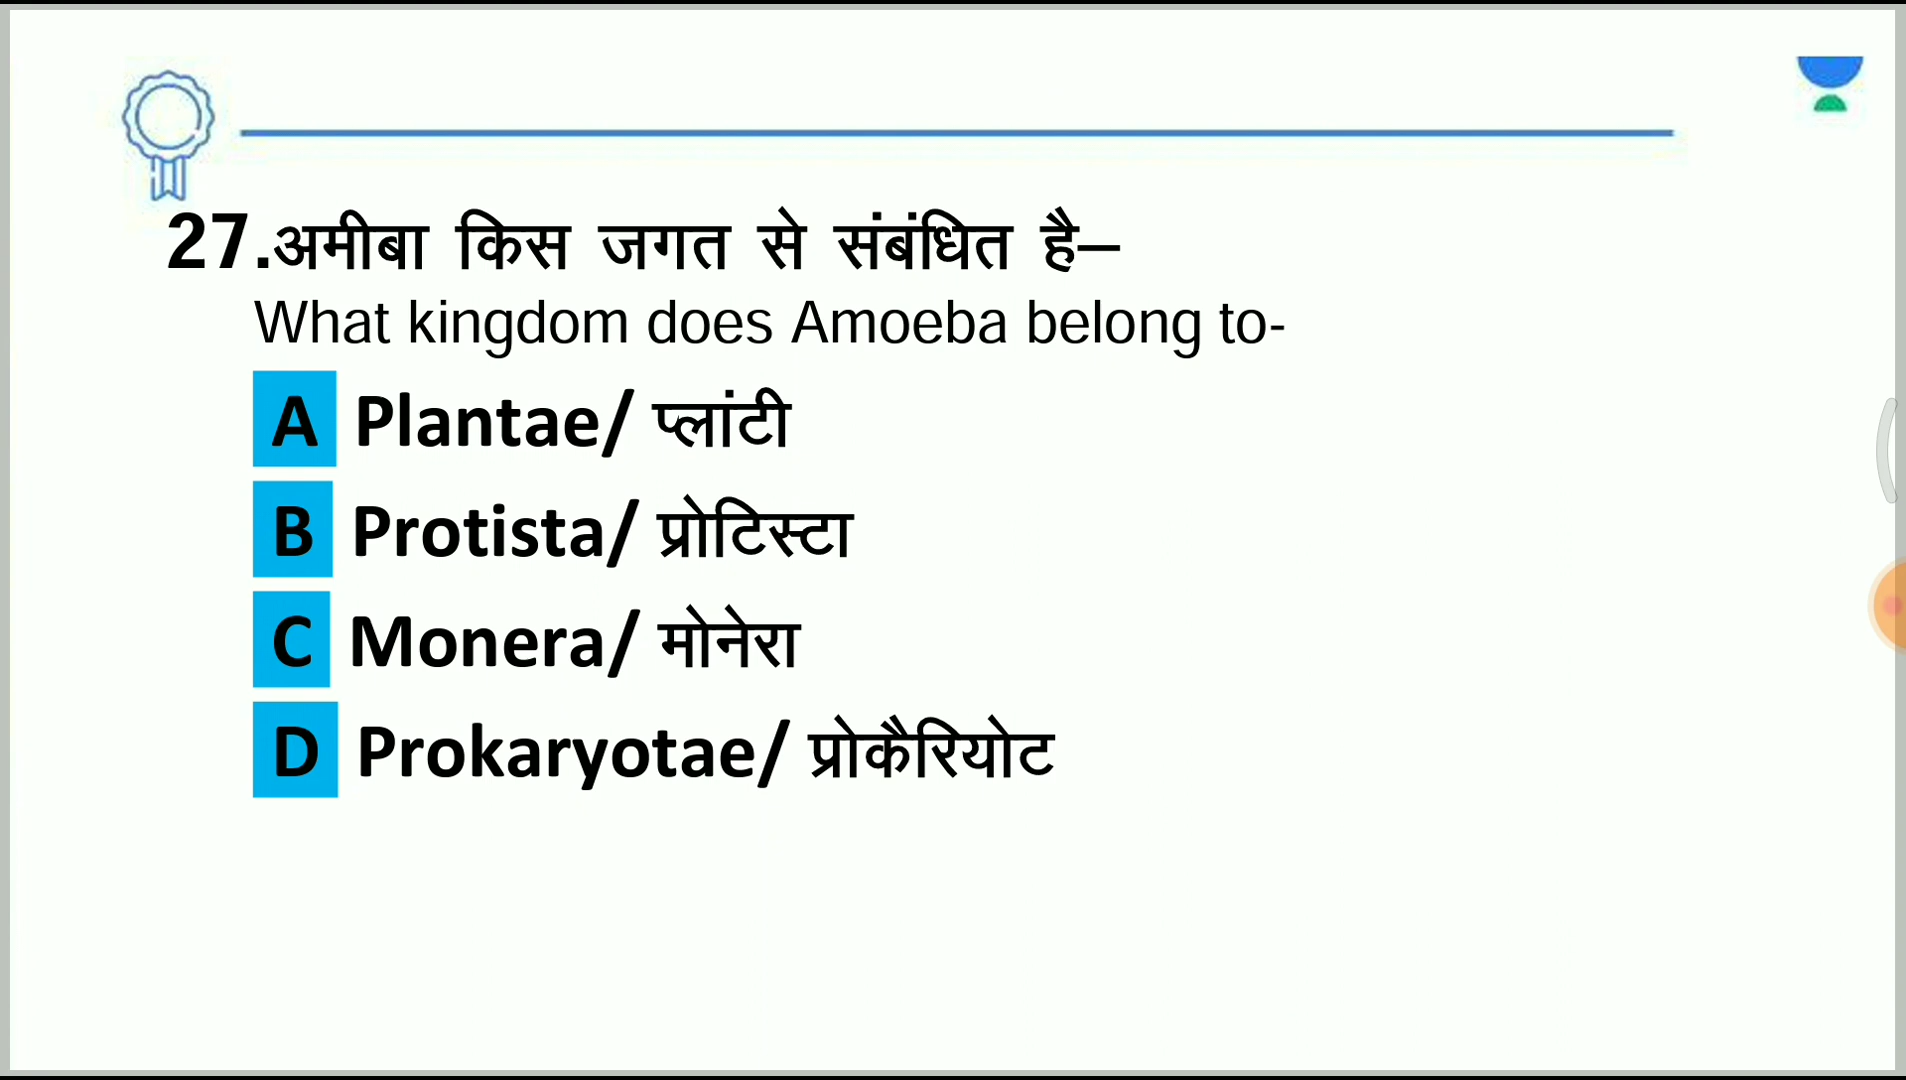 27.अमीबा किस जगत से संबंधित है–
What kingdom does Amoeba belong to-
A Plantae/ प्लांटी
B Protista/ प्रोटिस्टा
C Monera/ मोनेरा
D Prokaryotae/ प्रोकैरियोट